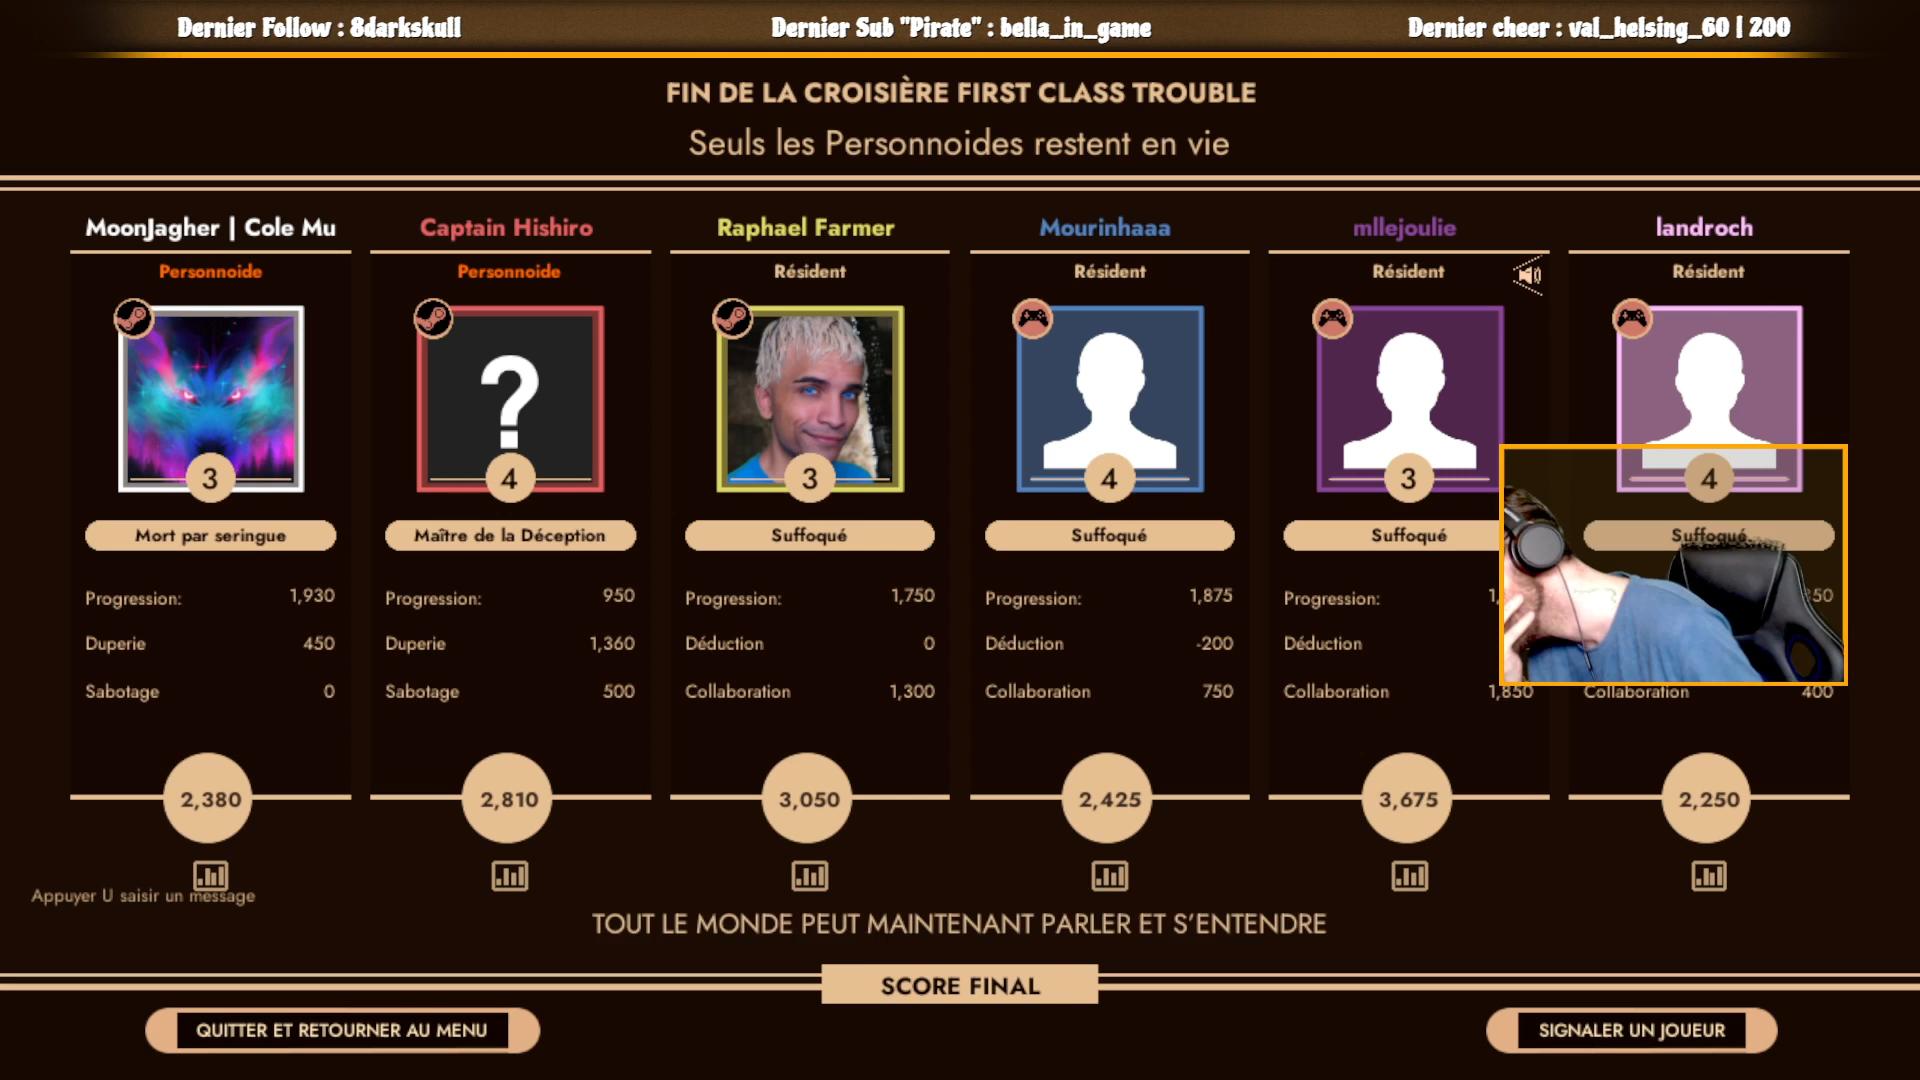 Dernier Follow : 8darkskull
Dernier Sub "Pirate" : bella_in_game
Dernier cheer : val_helsing_60 | 200
FIN DE LA CROISIÈRE FIRST CLASS TROUBLE
Seuls les Personnoides restent en vie
MoonJagher | Cole Mu
Personnoide
3
Mort par seringue
Progression: 1,930
Duperie 450
Sabotage 0
2,380
Captain Hishiro
Personnoide
?
4
Maître de la Déception
Progression: 950
Duperie 1,360
Sabotage 500
2,810
Raphael Farmer
Résident
3
Suffoqué
Progression: 1,750
Déduction 0
Collaboration 1,300
3,050
Mourinhaaa
Résident
4
Suffoqué
Progression: 1,875
Déduction -200
Collaboration 750
2,425
mllejoulie
Résident
3
Suffoqué
Progression:
Déduction
Collaboration 1,850
3,675
landroch
Résident
4
Suffoqué
Collaboration 400
2,250
Appuyer U saisir un message
TOUT LE MONDE PEUT MAINTENANT PARLER ET S'ENTENDRE
SCORE FINAL
QUITTER ET RETOURNER AU MENU
SIGNALER UN JOUEUR